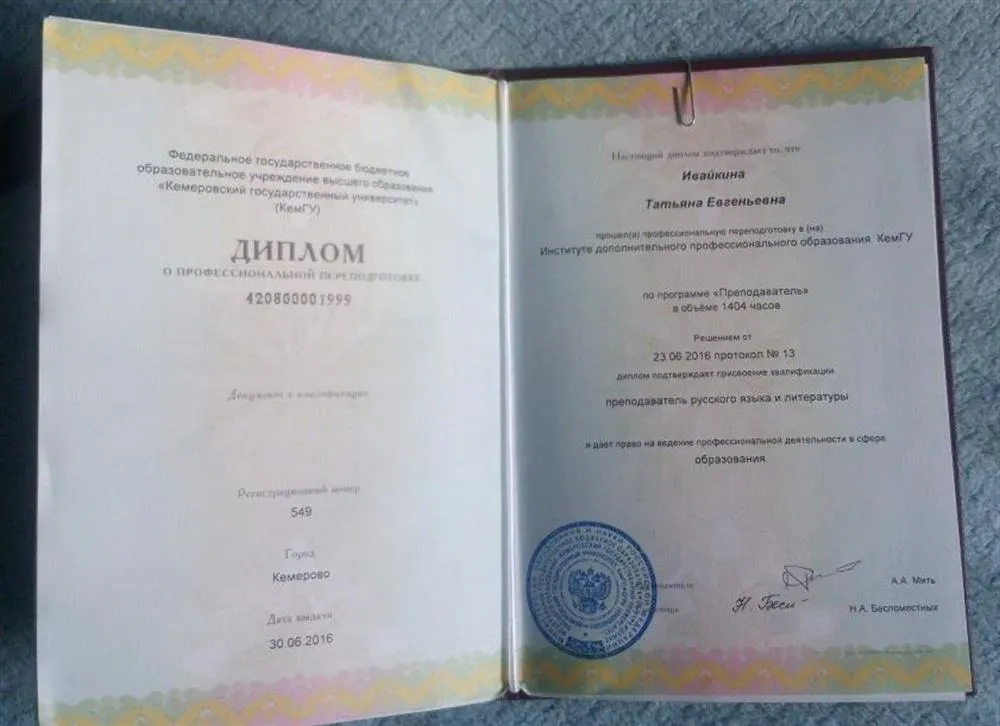 Федеральное государственное бюджетное
образовательное учреждение высшего образования
«Кемеровский государственный университет»
(КемГУ)
ДИПЛОМ
О ПРОФЕССИОНАЛЬНОЙ ПЕРЕПОДГОТОВКЕ
420800001999
Документ о квалификации
Регистрационный номер
549
Город
Кемерово
Дата выдачи
30.06.2016
Настоящий диплом подтверждает то, что
Ивайкина
Татьяна Евгеньевна
прошел(а) профессиональную переподготовку в (на)
Институте дополнительного профессионального образования КемГУ
по программе «Преподаватель»
в объёме 1404 часов
Решением от
23.06.2016 протокол № 13
диплом подтверждает присвоение квалификации
преподаватель русского языка и литературы
и дает право на ведение профессиональной деятельности в сфере
образования
А.А. Мить
Н.А. Беспоместных